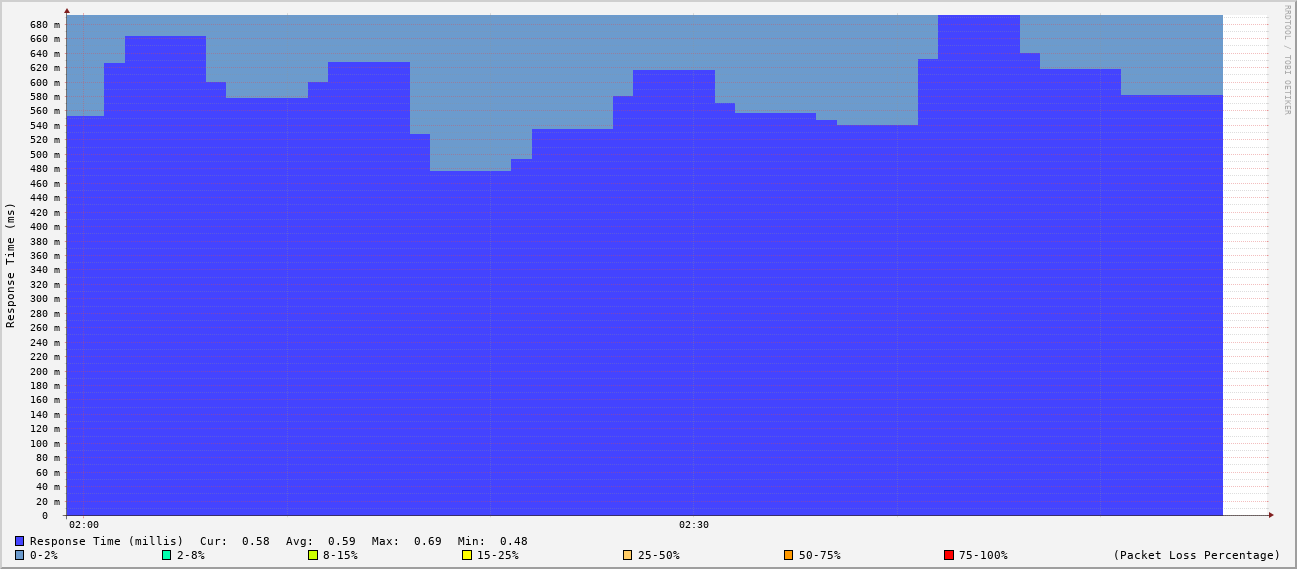 RRDTOOL / TOBI OETIKER
Response Time (ms)
680 m
660 m
640 m
620 m
600 m
580 m
560 m
540 m
520 m
500 m
480 m
460 m
440 m
420 m
400 m
380 m
360 m
340 m
320 m
300 m
280 m
260 m
240 m
220 m
200 m
180 m
160 m
140 m
120 m
100 m
80 m
60 m
40 m
20 m
0
02:00 02:30
Response Time (millis) Cur: 0.58 Avg: 0.59 Max: 0.69 Min: 0.48
0-2% 2-8% 8-15% 15-25% 25-50% 50-75% 75-100% (Packet Loss Percentage)